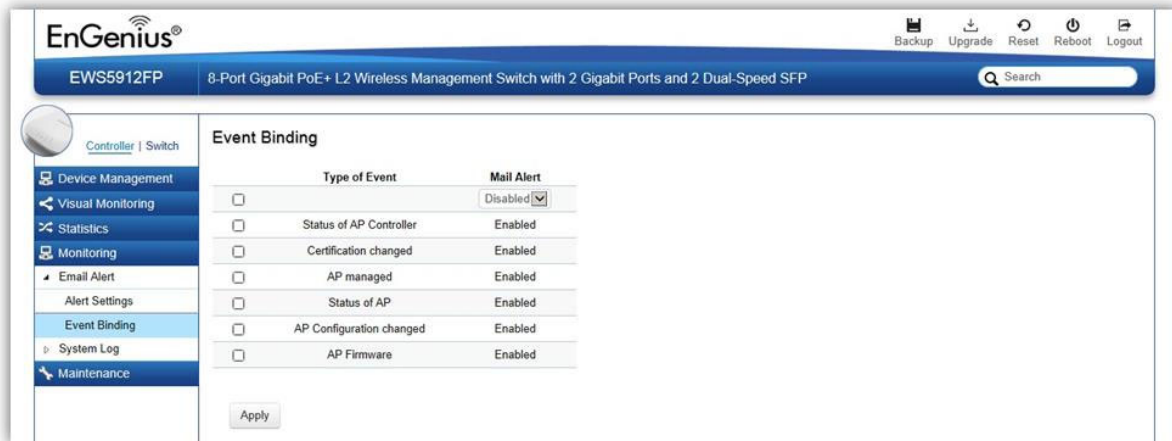 EnGenius®
Backup Upgrade Reset Reboot Logout
EWS5912FP 8-Port Gigabit PoE+ L2 Wireless Management Switch with 2 Gigabit Ports and 2 Dual-Speed SFP Search
Controller | Switch
Device Management
Visual Monitoring
Statistics
Monitoring
Email Alert
Alert Settings
Event Binding
System Log
Maintenance
Event Binding
Type of Event Mail Alert
Disabled
Status of AP Controller Enabled
Certification changed Enabled
AP managed Enabled
Status of AP Enabled
AP Configuration changed Enabled
AP Firmware Enabled
Apply